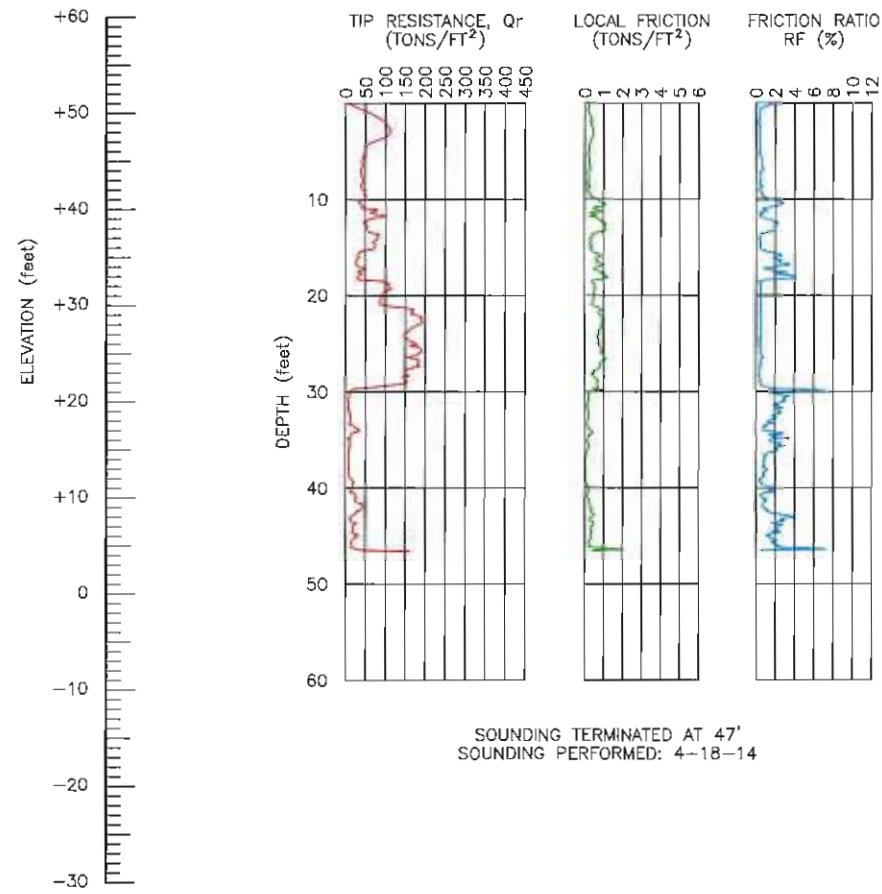 TIP RESISTANCE, Qr
(TONS/FT²)
0 50 100 150 200 250 300 350 400 450
LOCAL FRICTION
(TONS/FT²)
0 1 2 3 4 5 6
FRICTION RATIO
RF (%)
0 2 4 6 8 10 12
ELEVATION (feet)
+60
+50
+40
+30
+20
+10
0
−10
−20
−30
DEPTH (feet)
10
20
30
40
50
60
SOUNDING TERMINATED AT 47'
SOUNDING PERFORMED: 4−18−14